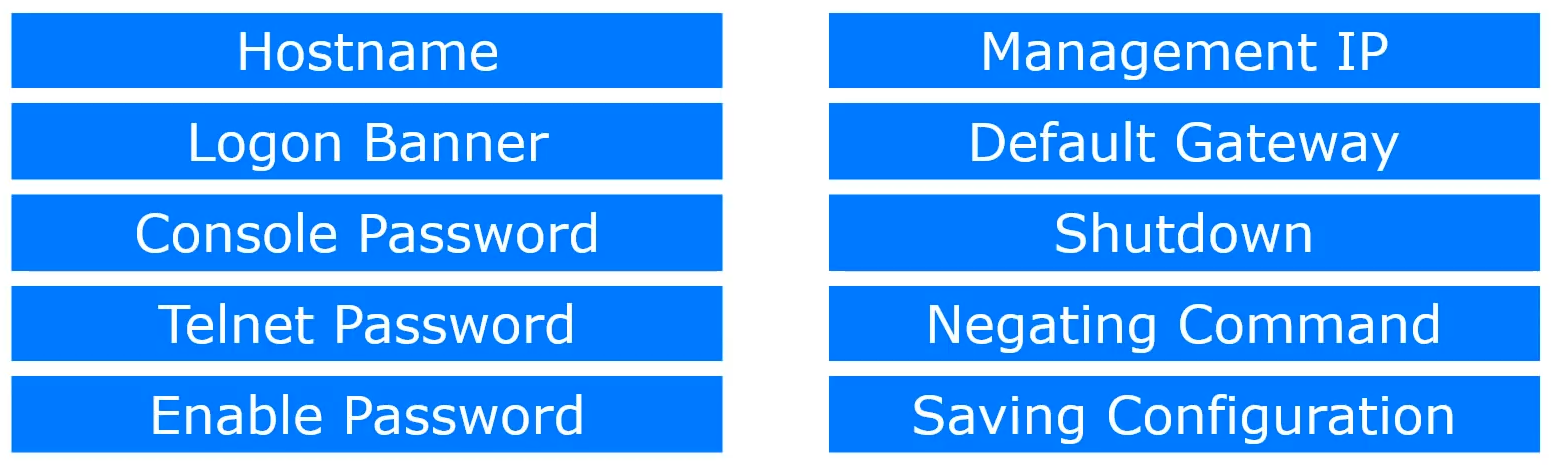 Hostname
Logon Banner
Console Password
Telnet Password
Enable Password
Management IP
Default Gateway
Shutdown
Negating Command
Saving Configuration